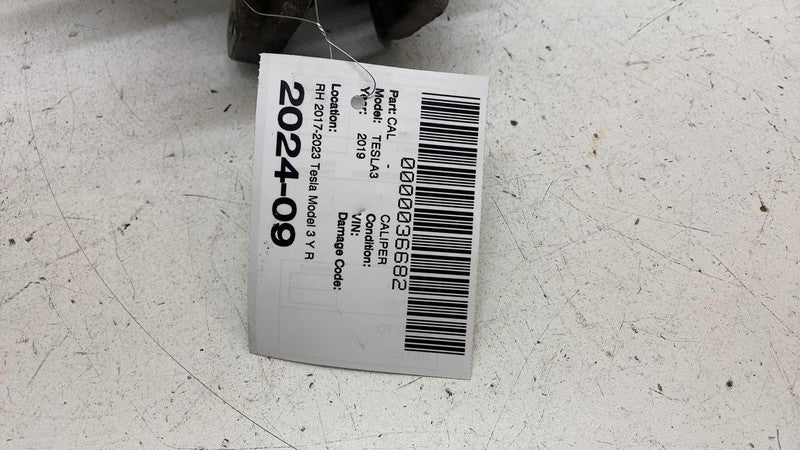 0000036682
Part: CAL - CALIPER
Model: TESLA3 Condition:
Year: 2019 VIN:
Damage Code:
Location:
RH 2017-2023 Tesla Model 3 Y R
2024-09